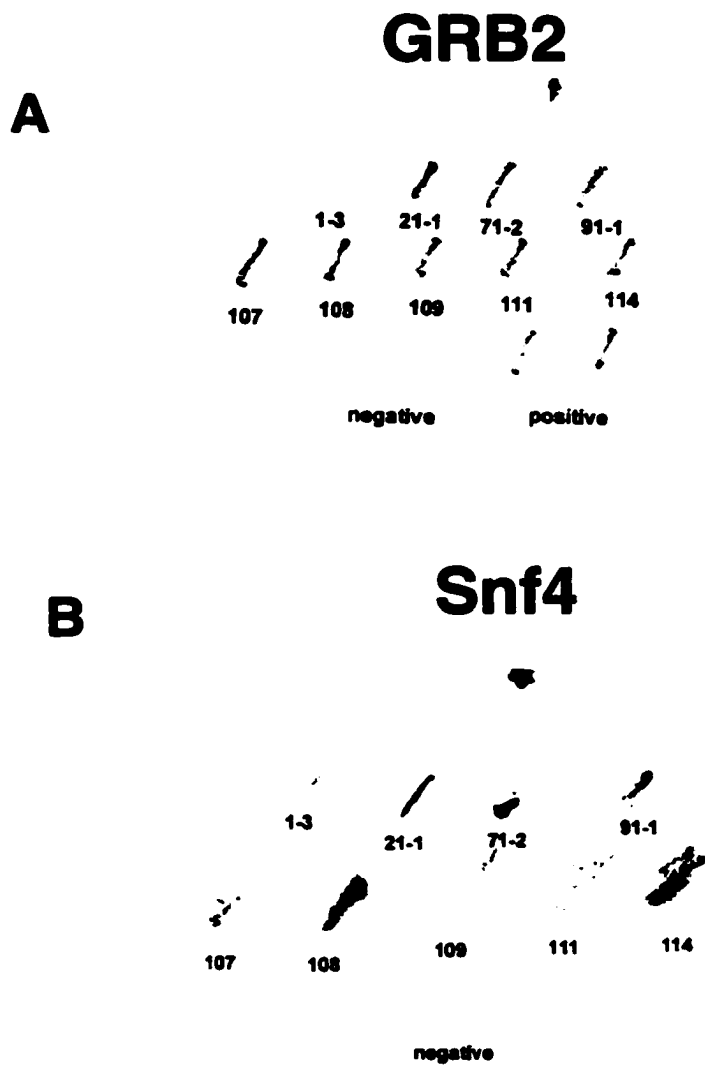 GRB2
A
1-3 21-1 71-2 91-1
107 108 109 111 114
negative positive
Snf4
B
1-3 21-1 71-2 91-1
107 108 109 111 114
negative